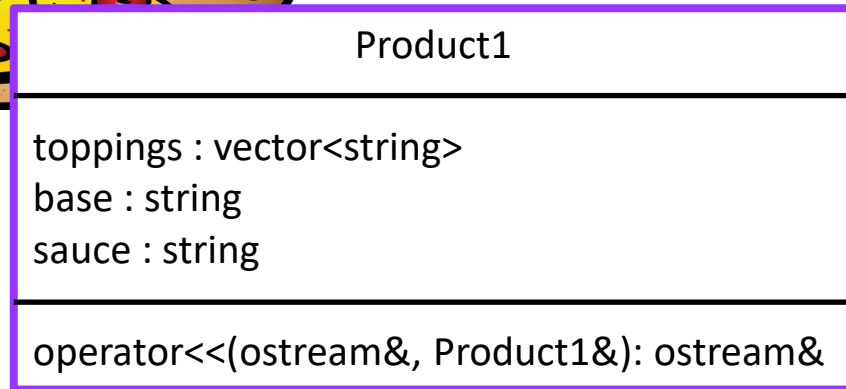 Product1
toppings : vector<string>
base : string
sauce : string
operator<<(ostream&, Product1&): ostream&